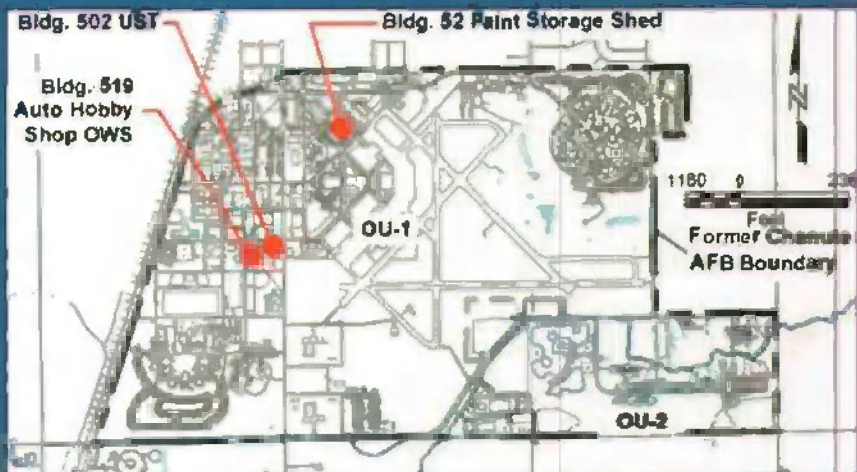 Bldg. 502 UST
Bldg. 52 Paint Storage Shed
Bldg. 519
Auto Hobby
Shop OWS
N
1180 0
OU-1
Feet
Former Chanute
AFB Boundary
OU-2